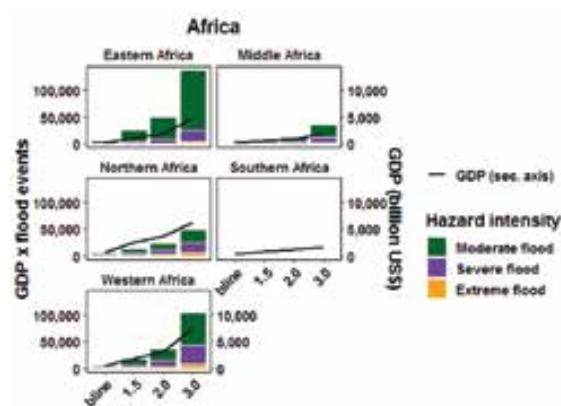 Africa
Eastern Africa
Middle Africa
100,000
50,000
0
10,000
5,000
0
Northern Africa
Southern Africa
100,000
50,000
0
10,000
5,000
0
Western Africa
100,000
50,000
0
10,000
5,000
0
bline
1.5
2.0
3.0
bline
1.5
2.0
3.0
GDP x flood events
GDP (billion US$)
GDP (sec. axis)
Hazard intensity
Moderate flood
Severe flood
Extreme flood